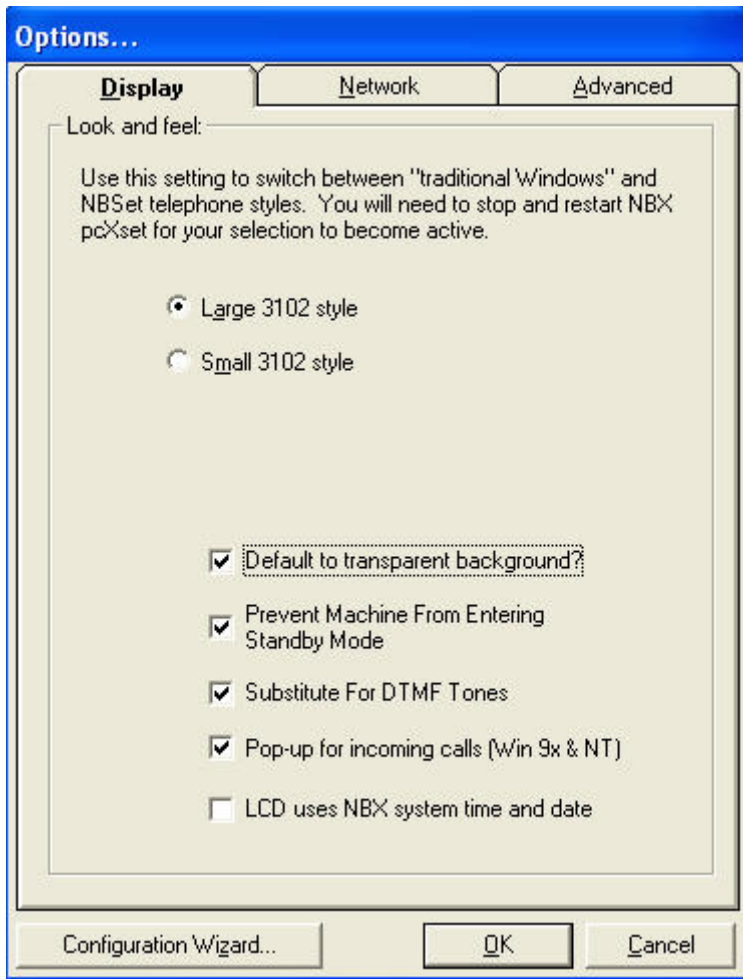 Options...
Display
Network
Advanced
Look and feel:
Use this setting to switch between "traditional Windows" and
NBSet telephone styles. You will need to stop and restart NBX
pcXset for your selection to become active.
Large 3102 style
Small 3102 style
Default to transparent background?
Prevent Machine From Entering
Standby Mode
Substitute For DTMF Tones
Pop-up for incoming calls (Win 9x & NT)
LCD uses NBX system time and date
Configuration Wizard...
OK
Cancel